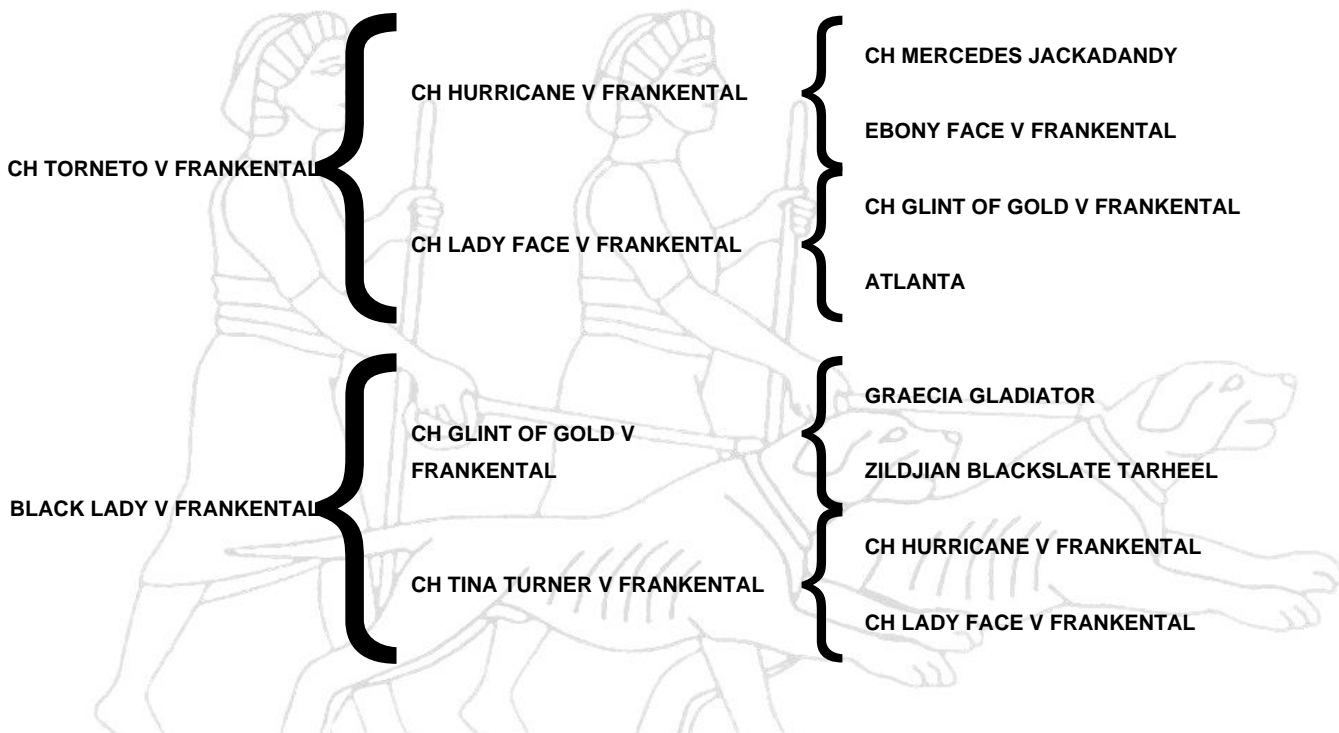 CH MERCEDES JACKADANDY
CH HURRICANE V FRANKENTAL
EBONY FACE V FRANKENTAL
CH TORNETO V FRANKENTAL
CH GLINT OF GOLD V FRANKENTAL
CH LADY FACE V FRANKENTAL
ATLANTA
GRAECIA GLADIATOR
CH GLINT OF GOLD V
FRANKENTAL
ZILDJIAN BLACKSLATE TARHEEL
BLACK LADY V FRANKENTAL
CH HURRICANE V FRANKENTAL
CH TINA TURNER V FRANKENTAL
CH LADY FACE V FRANKENTAL